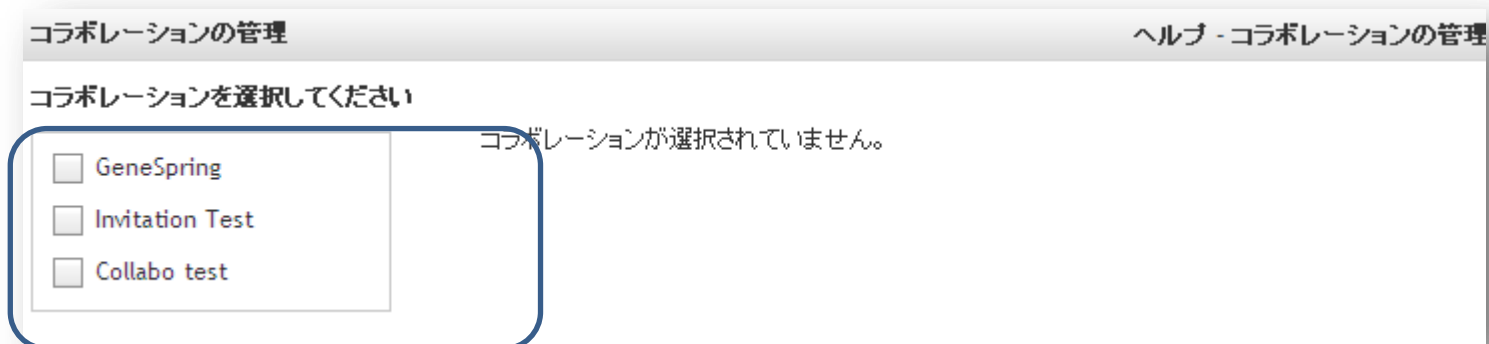 コラボレーションの管理
ヘルプ - コラボレーションの管理
コラボレーションを選択してください
コラボレーションが選択されていません。
GeneSpring
Invitation Test
Collabo test